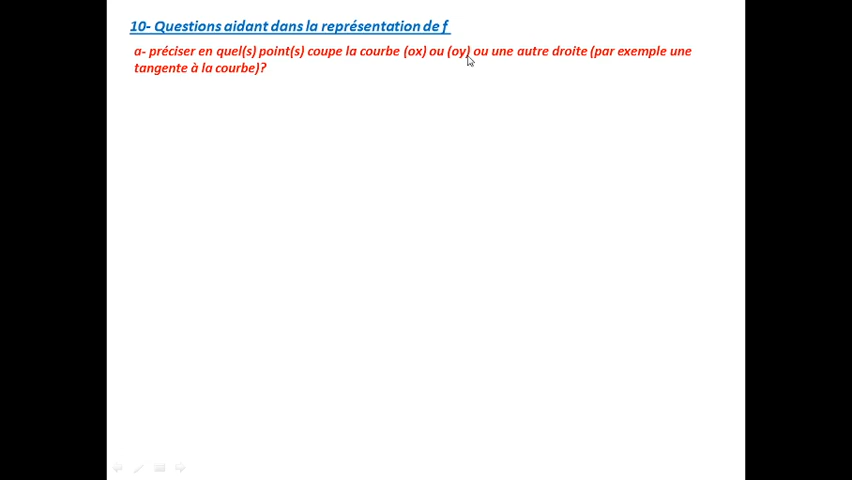 10- Questions aidant dans la représentation de f
a- préciser en quel(s) point(s) coupe la courbe (ox) ou (oy) ou une autre droite (par exemple une
tangente à la courbe)?